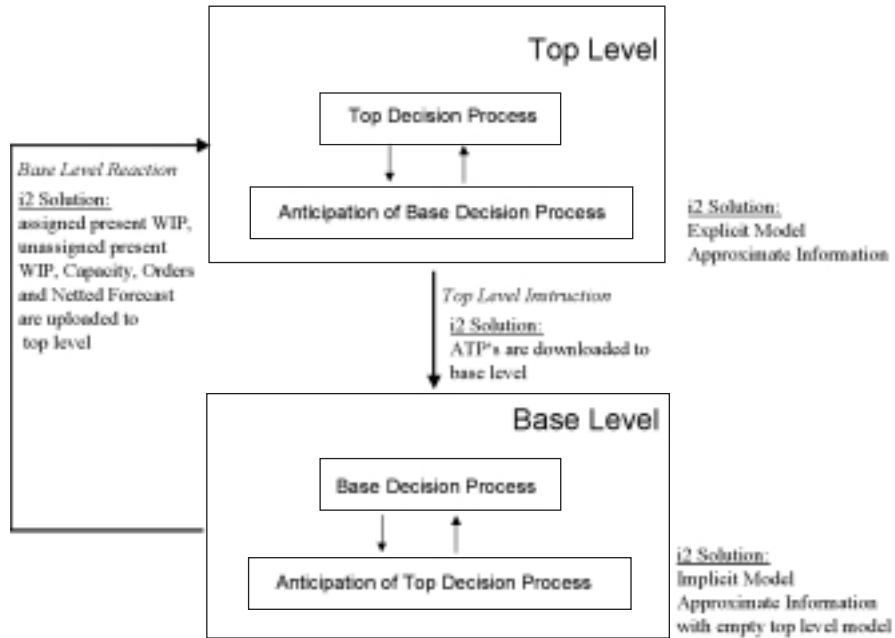 Top Level
Top Decision Process
Anticipation of Base Decision Process
Base Level Reaction
i2 Solution:
assigned present WIP,
unassigned present
WIP, Capacity, Orders
and Netted Forecast
are uploaded to
top level
i2 Solution:
Explicit Model
Approximate Information
Top Level Instruction
i2 Solution:
ATP's are downloaded to
base level
Base Level
Base Decision Process
Anticipation of Top Decision Process
i2 Solution:
Implicit Model
Approximate Information
with empty top level model